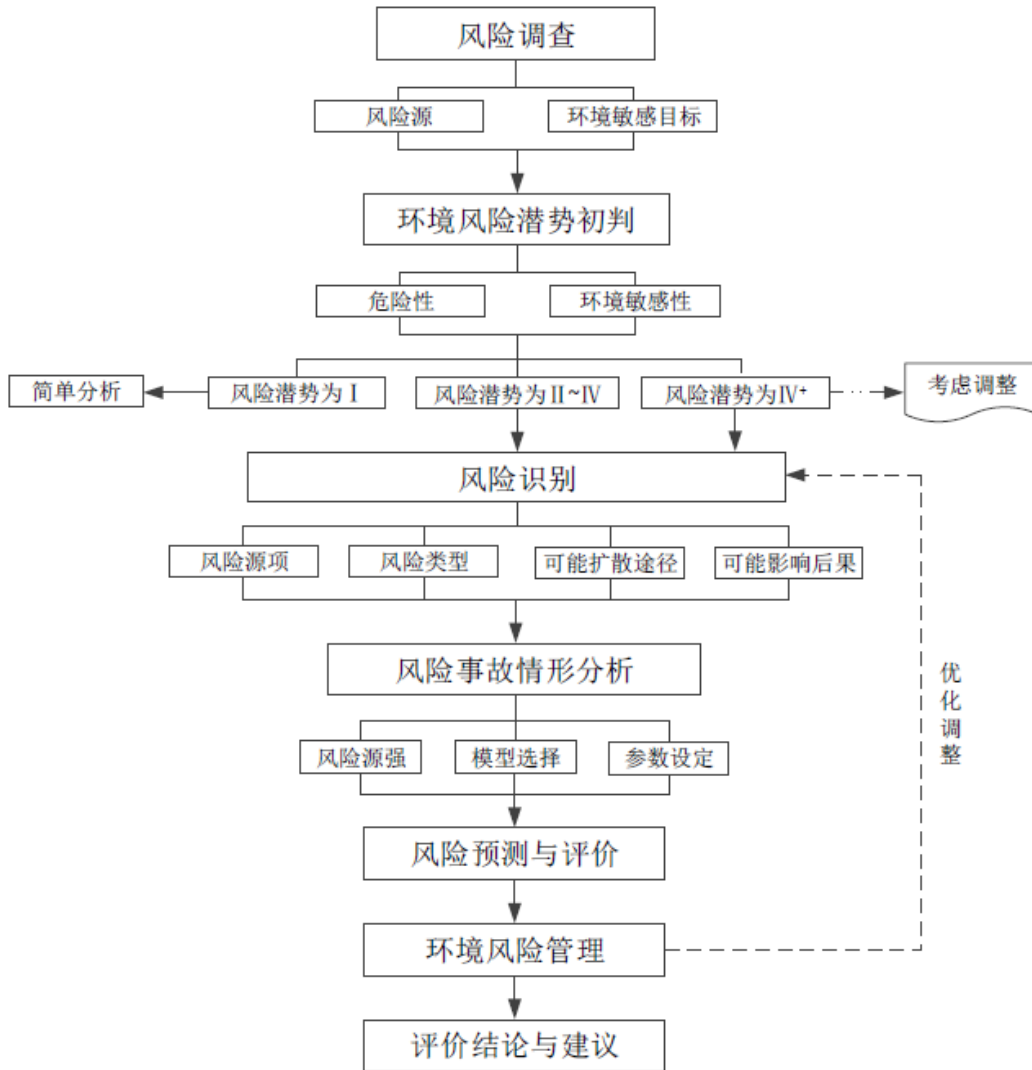 风险调查
风险源
环境敏感目标
环境风险潜势初判
危险性
环境敏感性
简单分析
风险潜势为Ⅰ
风险潜势为Ⅱ~Ⅳ
风险潜势为Ⅳ⁺
考虑调整
风险识别
风险源项
风险类型
可能扩散途径
可能影响后果
风险事故情形分析
优化调整
风险源强
模型选择
参数设定
风险预测与评价
环境风险管理
评价结论与建议